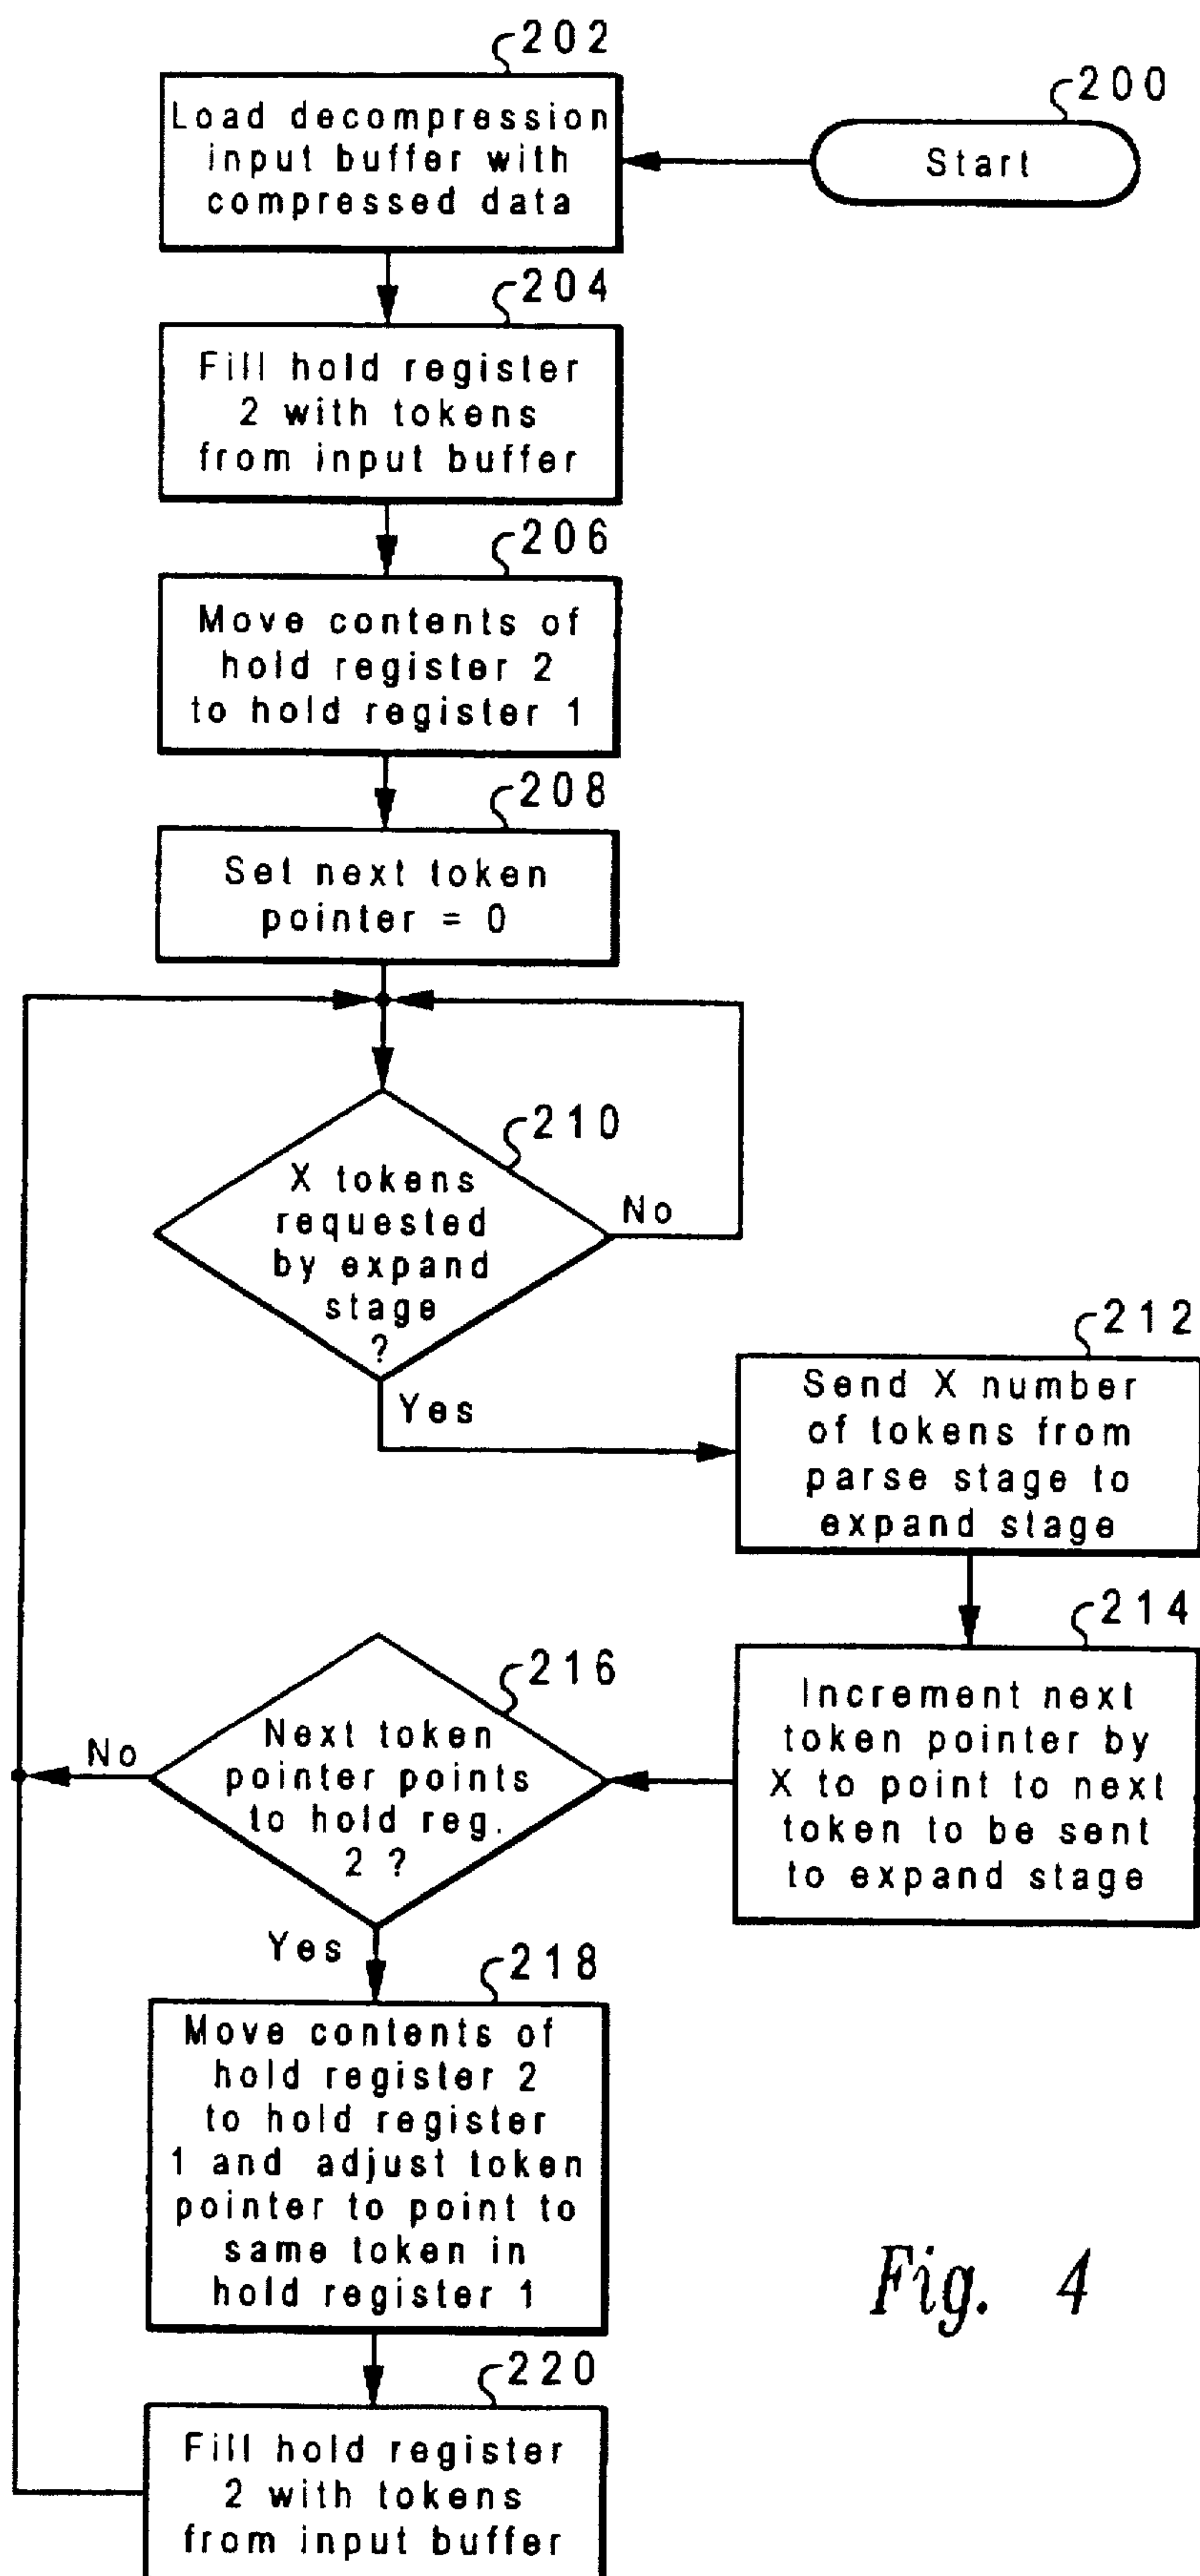 202
200
Load decompression
input buffer with
compressed data
Start
204
Fill hold register
2 with tokens
from input buffer
206
Move contents of
hold register 2
to hold register 1
208
Set next token
pointer = 0
210
X tokens
requested
by expand
stage
?
No
Yes
212
Send X number
of tokens from
parse stage to
expand stage
214
Increment next
token pointer by
X to point to next
token to be sent
to expand stage
216
Next token
pointer points
to hold reg.
2 ?
No
Yes
218
Move contents of
hold register 2
to hold register
1 and adjust token
pointer to point to
same token in
hold register 1
220
Fill hold register
2 with tokens
from input buffer
Fig. 4